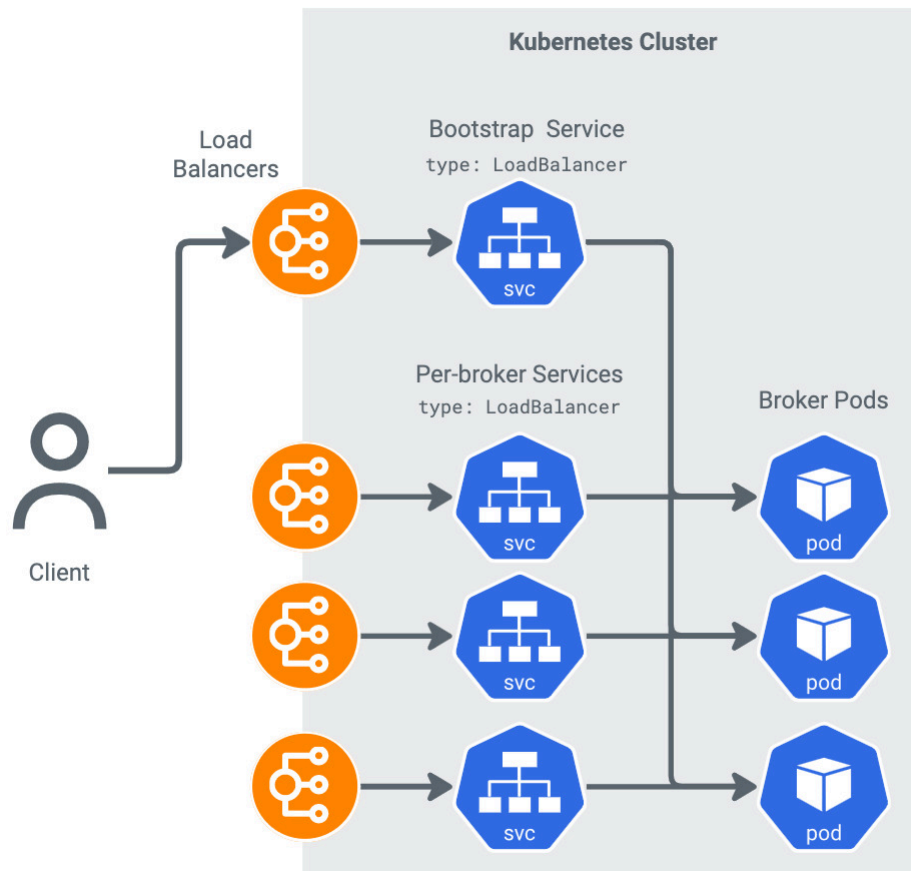 Kubernetes Cluster
Load
Balancers
Bootstrap Service
type: LoadBalancer
svc
Per-broker Services
type: LoadBalancer
Broker Pods
svc
pod
Client
svc
pod
svc
pod